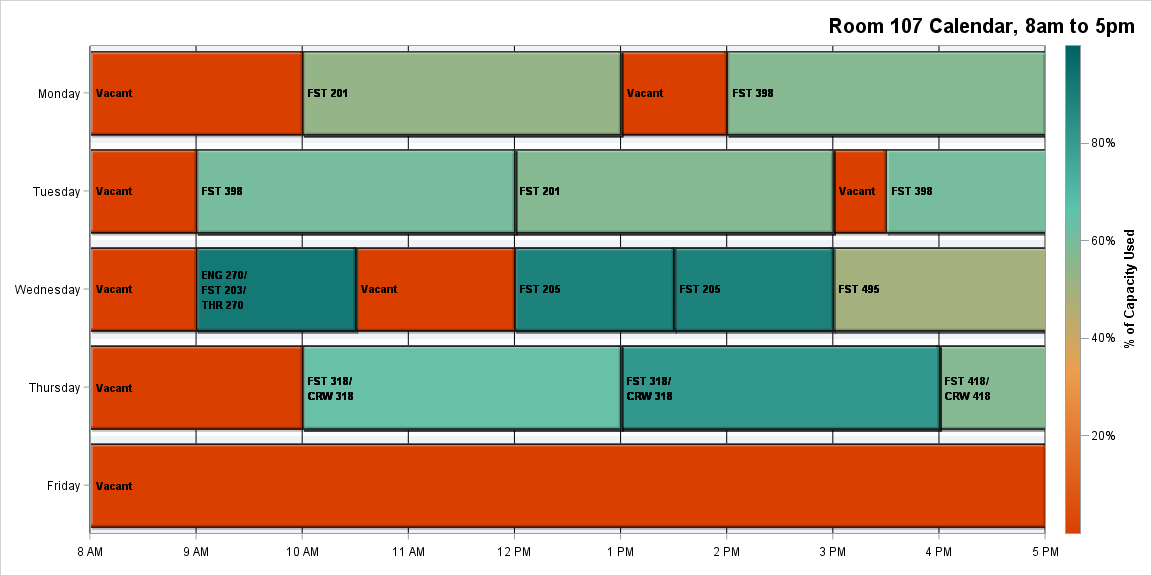 Room 107 Calendar, 8am to 5pm
Monday
Vacant
FST 201
Vacant
FST 398
Tuesday
Vacant
FST 398
FST 201
Vacant
FST 398
Wednesday
Vacant
ENG 270/
FST 203/
THR 270
Vacant
FST 205
FST 205
FST 495
Thursday
Vacant
FST 318/
CRW 318
FST 318/
CRW 318
FST 418/
CRW 418
Friday
Vacant
8 AM
9 AM
10 AM
11 AM
12 PM
1 PM
2 PM
3 PM
4 PM
5 PM
80%
60%
40%
20%
% of Capacity Used